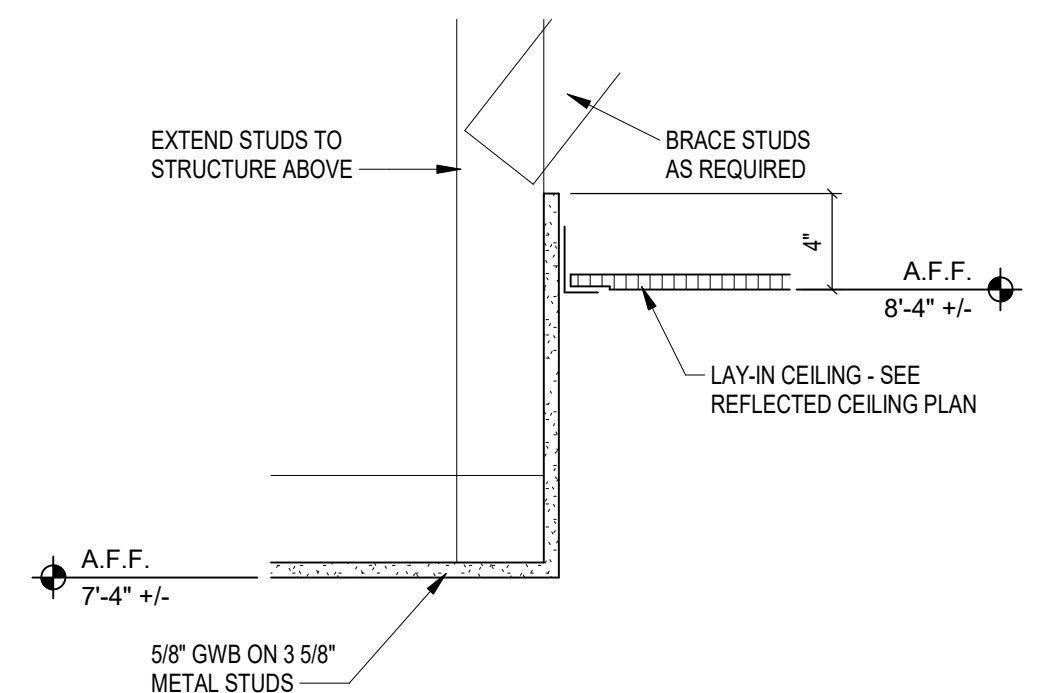 EXTEND STUDS TO
STRUCTURE ABOVE
BRACE STUDS
AS REQUIRED
4"
A.F.F.
8'-4" +/-
LAY-IN CEILING - SEE
REFLECTED CEILING PLAN
A.F.F.
7'-4" +/-
5/8" GWB ON 3 5/8"
METAL STUDS